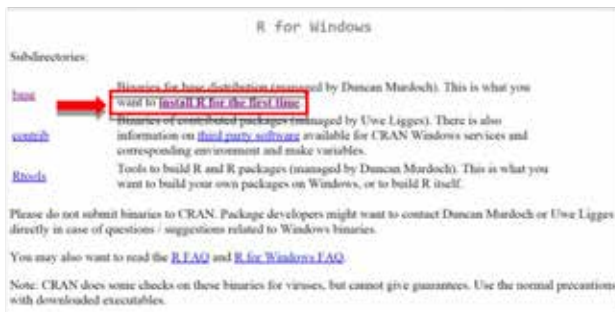 R for Windows
Subdirectories:
base
Binaries for base distribution (managed by Duncan Murdoch). This is what you
want to install R for the first time.
Binaries of contributed packages (managed by Uwe Ligges). There is also
contrib
information on third party software available for CRAN Windows services and
corresponding environment and make variables.
Rtools
Tools to build R and R packages (managed by Duncan Murdoch). This is what you
want to build your own packages on Windows, or to build R itself.
Please do not submit binaries to CRAN. Package developers might want to contact Duncan Murdoch or Uwe Ligges
directly in case of questions / suggestions related to Windows binaries.
You may also want to read the R FAQ and R for Windows FAQ.
Note: CRAN does some checks on these binaries for viruses, but cannot give guarantees. Use the normal precautions
with downloaded executables.